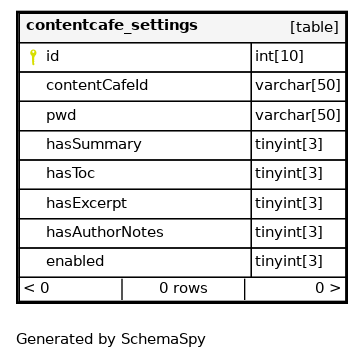 contentcafe_settings [table]
id int[10]
contentCafeId varchar[50]
pwd varchar[50]
hasSummary tinyint[3]
hasToc tinyint[3]
hasExcerpt tinyint[3]
hasAuthorNotes tinyint[3]
enabled tinyint[3]
< 0 0 rows 0 >
Generated by SchemaSpy